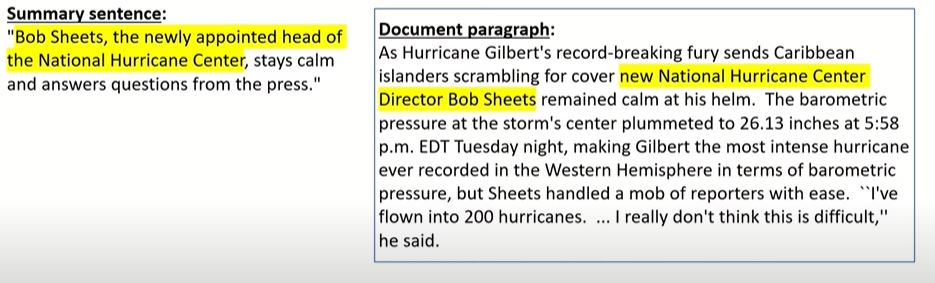 Summary sentence:
"Bob Sheets, the newly appointed head of
the National Hurricane Center, stays calm
and answers questions from the press."
Document paragraph:
As Hurricane Gilbert's record-breaking fury sends Caribbean
islanders scrambling for cover new National Hurricane Center
Director Bob Sheets remained calm at his helm.  The barometric
pressure at the storm's center plummeted to 26.13 inches at 5:58
p.m. EDT Tuesday night, making Gilbert the most intense hurricane
ever recorded in the Western Hemisphere in terms of barometric
pressure, but Sheets handled a mob of reporters with ease.  ``I've
flown into 200 hurricanes.  ... I really don't think this is difficult,''
he said.